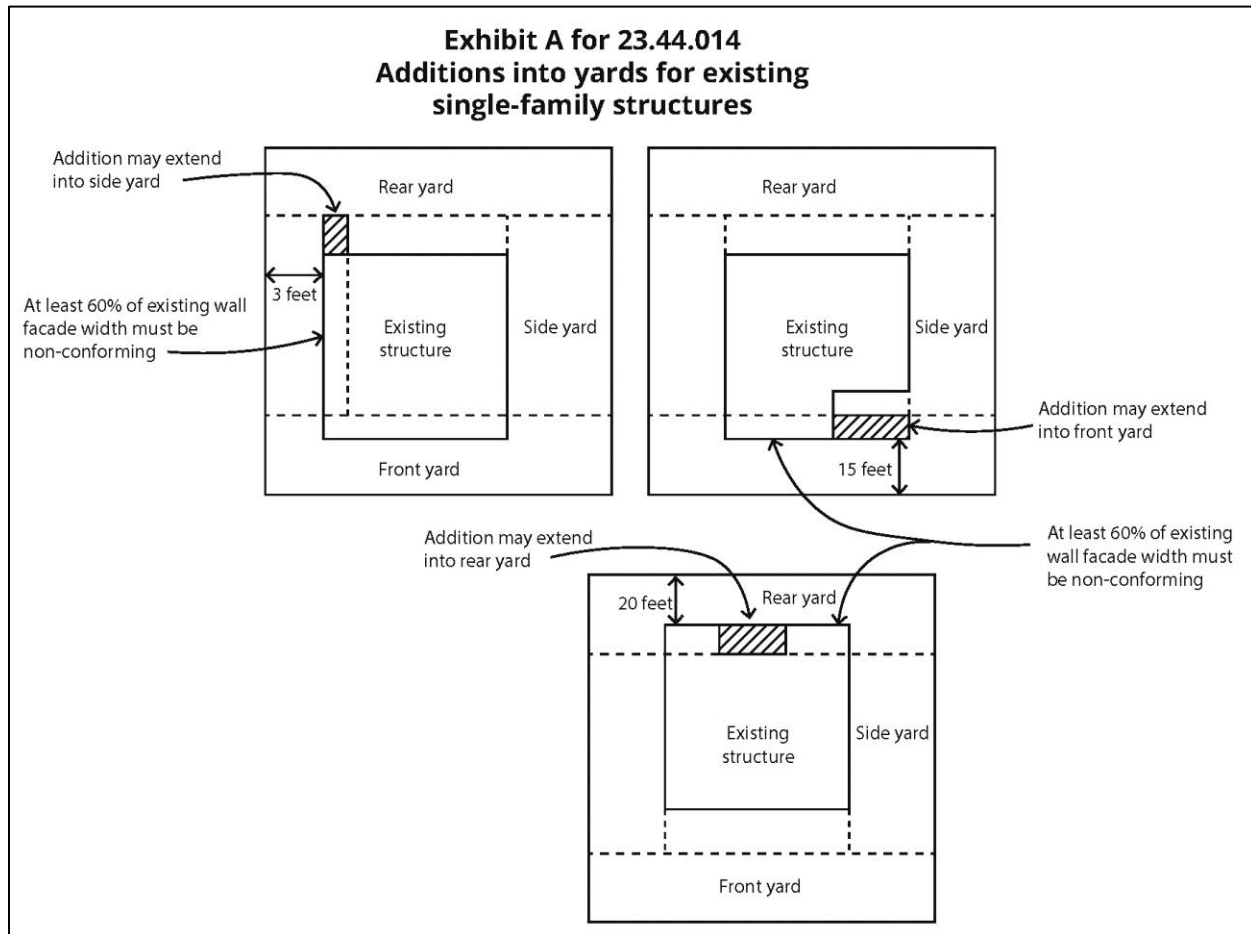 Exhibit A for 23.44.014
Additions into yards for existing
single-family structures
Addition may extend
into side yard
Rear yard
3 feet
At least 60% of existing wall
facade width must be
non-conforming
Existing
structure
Side yard
Front yard
Rear yard
Existing
structure
Side yard
Addition may extend
into front yard
15 feet
At least 60% of existing
wall facade width must
be non-conforming
Addition may extend
into rear yard
20 feet
Rear yard
Existing
structure
Side yard
Front yard